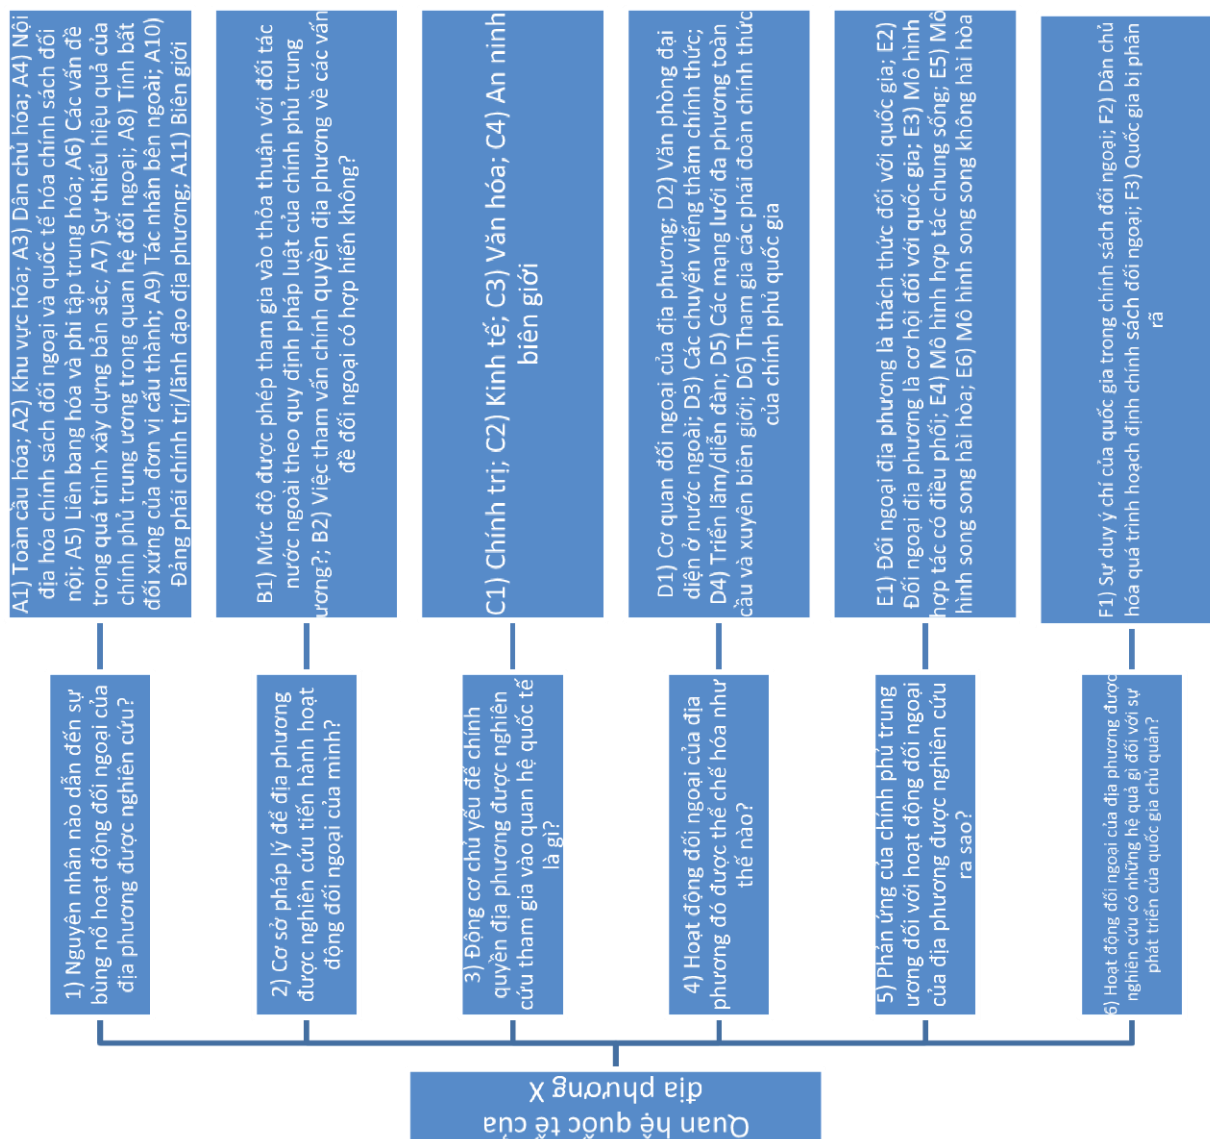 Quan hệ quốc tế của
địa phương X
1) Nguyên nhân nào dẫn đến sự
bùng nổ hoạt động đối ngoại của
địa phương được nghiên cứu?
A1) Toàn cầu hóa; A2) Khu vực hóa; A3) Dân chủ hóa; A4) Nội
địa hóa chính sách đối ngoại và quốc tế hóa chính sách đối
nội; A5) Liên bang hóa và phi tập trung hóa; A6) Các vấn đề
trong quá trình xây dựng bản sắc; A7) Sự thiếu hiệu quả của
chính phủ trung ương trong quan hệ đối ngoại; A8) Tính bất
đối xứng của đơn vị cấu thành; A9) Tác nhân bên ngoài; A10)
Đảng phái chính trị/lãnh đạo địa phương; A11) Biên giới
2) Cơ sở pháp lý để địa phương
được nghiên cứu tiến hành hoạt
động đối ngoại của mình?
B1) Mức độ được phép tham gia vào thỏa thuận với đối tác
nước ngoài theo quy định pháp luật của chính phủ trung
ương?; B2) Việc tham vấn chính quyền địa phương về các vấn
đề đối ngoại có hợp hiến không?
3) Động cơ chủ yếu để chính
quyền địa phương được nghiên
cứu tham gia vào quan hệ quốc tế
là gì?
C1) Chính trị; C2) Kinh tế; C3) Văn hóa; C4) An ninh
biên giới
4) Hoạt động đối ngoại của địa
phương đó được thể chế hóa như
thế nào?
D1) Cơ quan đối ngoại của địa phương; D2) Văn phòng đại
diện ở nước ngoài; D3) Các chuyến viếng thăm chính thức;
D4) Triển lãm/diễn đàn; D5) Các mạng lưới đa phương toàn
cầu và xuyên biên giới; D6) Tham gia các phái đoàn chính thức
của chính phủ quốc gia
5) Phản ứng của chính phủ trung
ương đối với hoạt động đối ngoại
của địa phương được nghiên cứu
ra sao?
E1) Đối ngoại địa phương là thách thức đối với quốc gia; E2)
Đối ngoại địa phương là cơ hội đối với quốc gia; E3) Mô hình
hợp tác có điều phối; E4) Mô hình hợp tác chung sống; E5) Mô
hình song song hài hòa; E6) Mô hình song song không hài hòa
6) Hoạt động đối ngoại của địa phương được
nghiên cứu có những hệ quả gì đối với sự
phát triển của quốc gia chủ quản?
F1) Sự duy ý chí của quốc gia trong chính sách đối ngoại; F2) Dân chủ
hóa quá trình hoạch định chính sách đối ngoại; F3) Quốc gia bị phân
rã